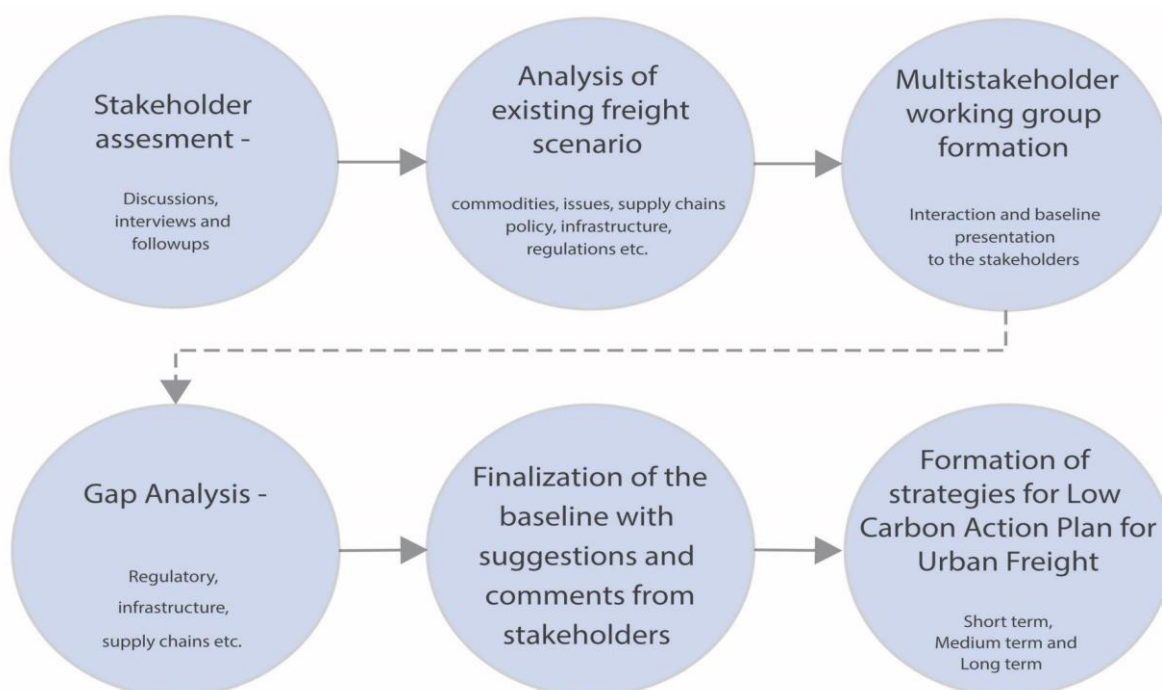 Stakeholder
assesment -
Discussions,
interviews and
followups
Analysis of
existing freight
scenario
commodities, issues, supply chains
policy, infrastructure,
regulations etc.
Multistakeholder
working group
formation
Interaction and baseline
presentation
to the stakeholders
Gap Analysis -
Regulatory,
infrastructure,
supply chains etc.
Finalization of the
baseline with
suggestions and
comments from
stakeholders
Formation of
strategies for Low
Carbon Action Plan for
Urban Freight
Short term,
Medium term and
Long term